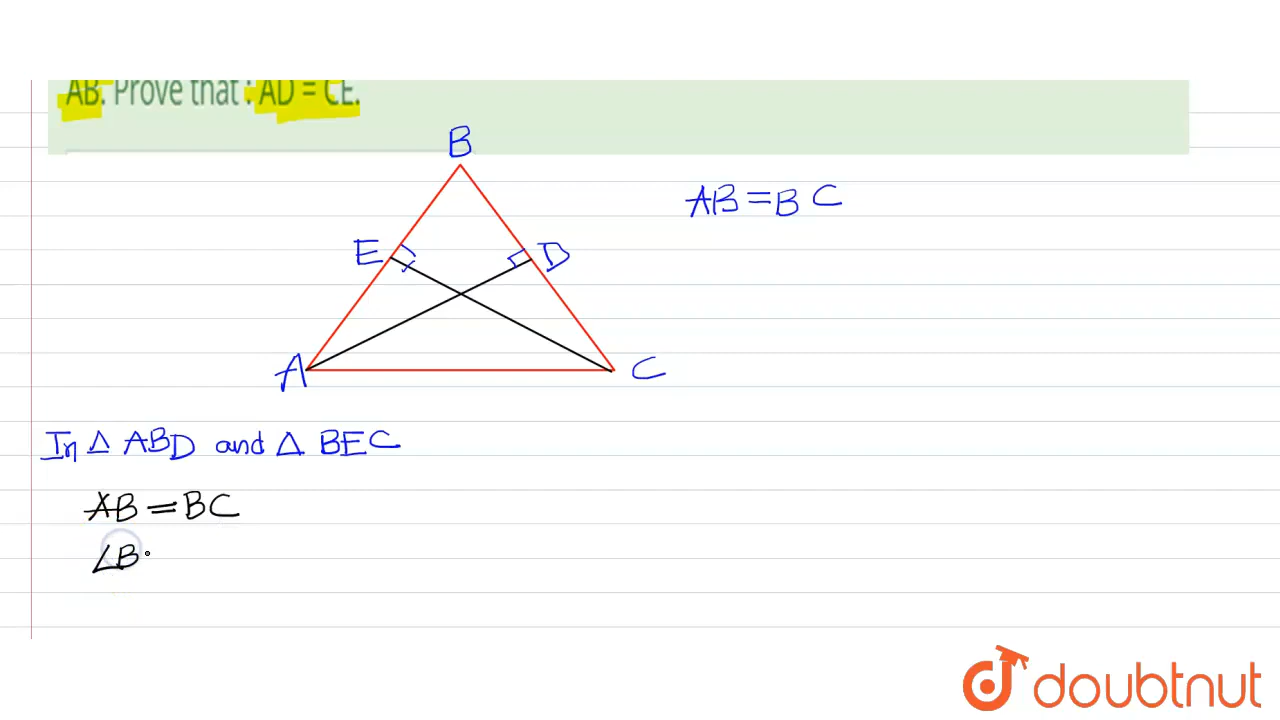 AB. Prove that : AD = CE.
B
AB = BC
E
D
A
C
In △ ABD and △ BEC
AB = BC
∠B
doubtnut